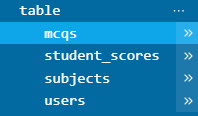 table ...
mcqs »
student_scores »
subjects »
users »